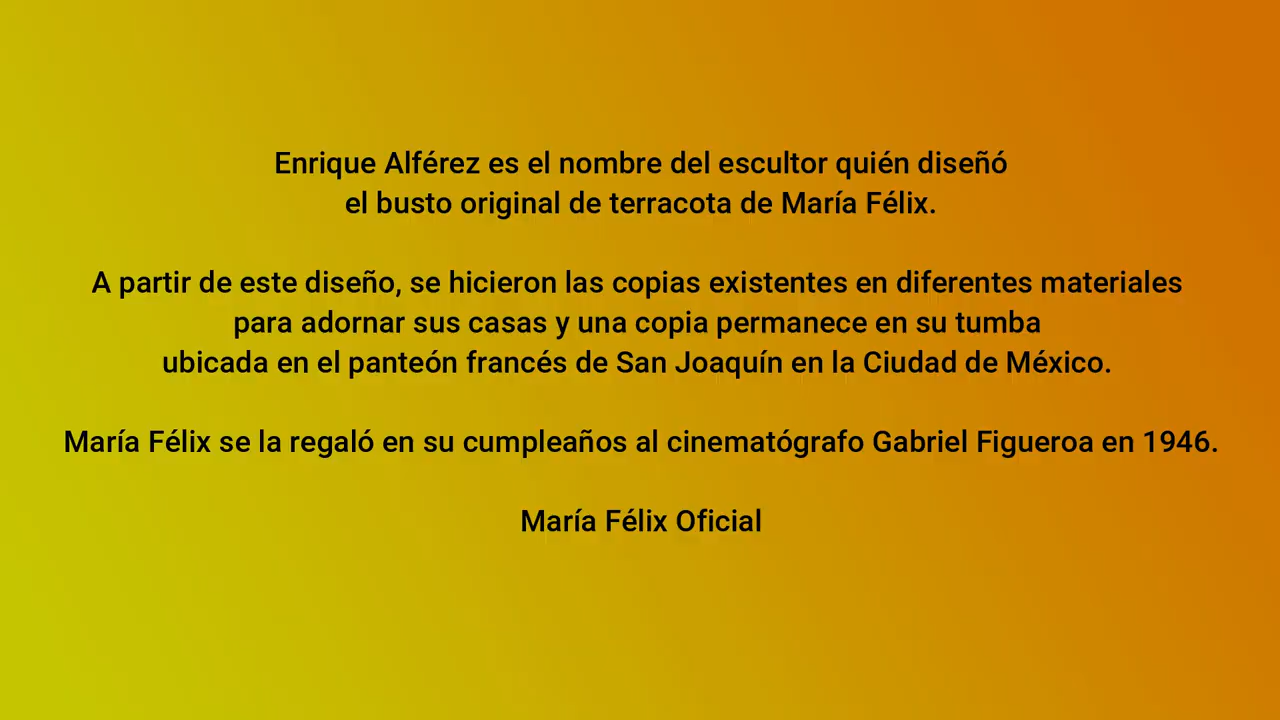 Enrique Alférez es el nombre del escultor quién diseñó
el busto original de terracota de María Félix.
A partir de este diseño, se hicieron las copias existentes en diferentes materiales
para adornar sus casas y una copia permanece en su tumba
ubicada en el panteón francés de San Joaquín en la Ciudad de México.
María Félix se la regaló en su cumpleaños al cinematógrafo Gabriel Figueroa en 1946.
María Félix Oficial